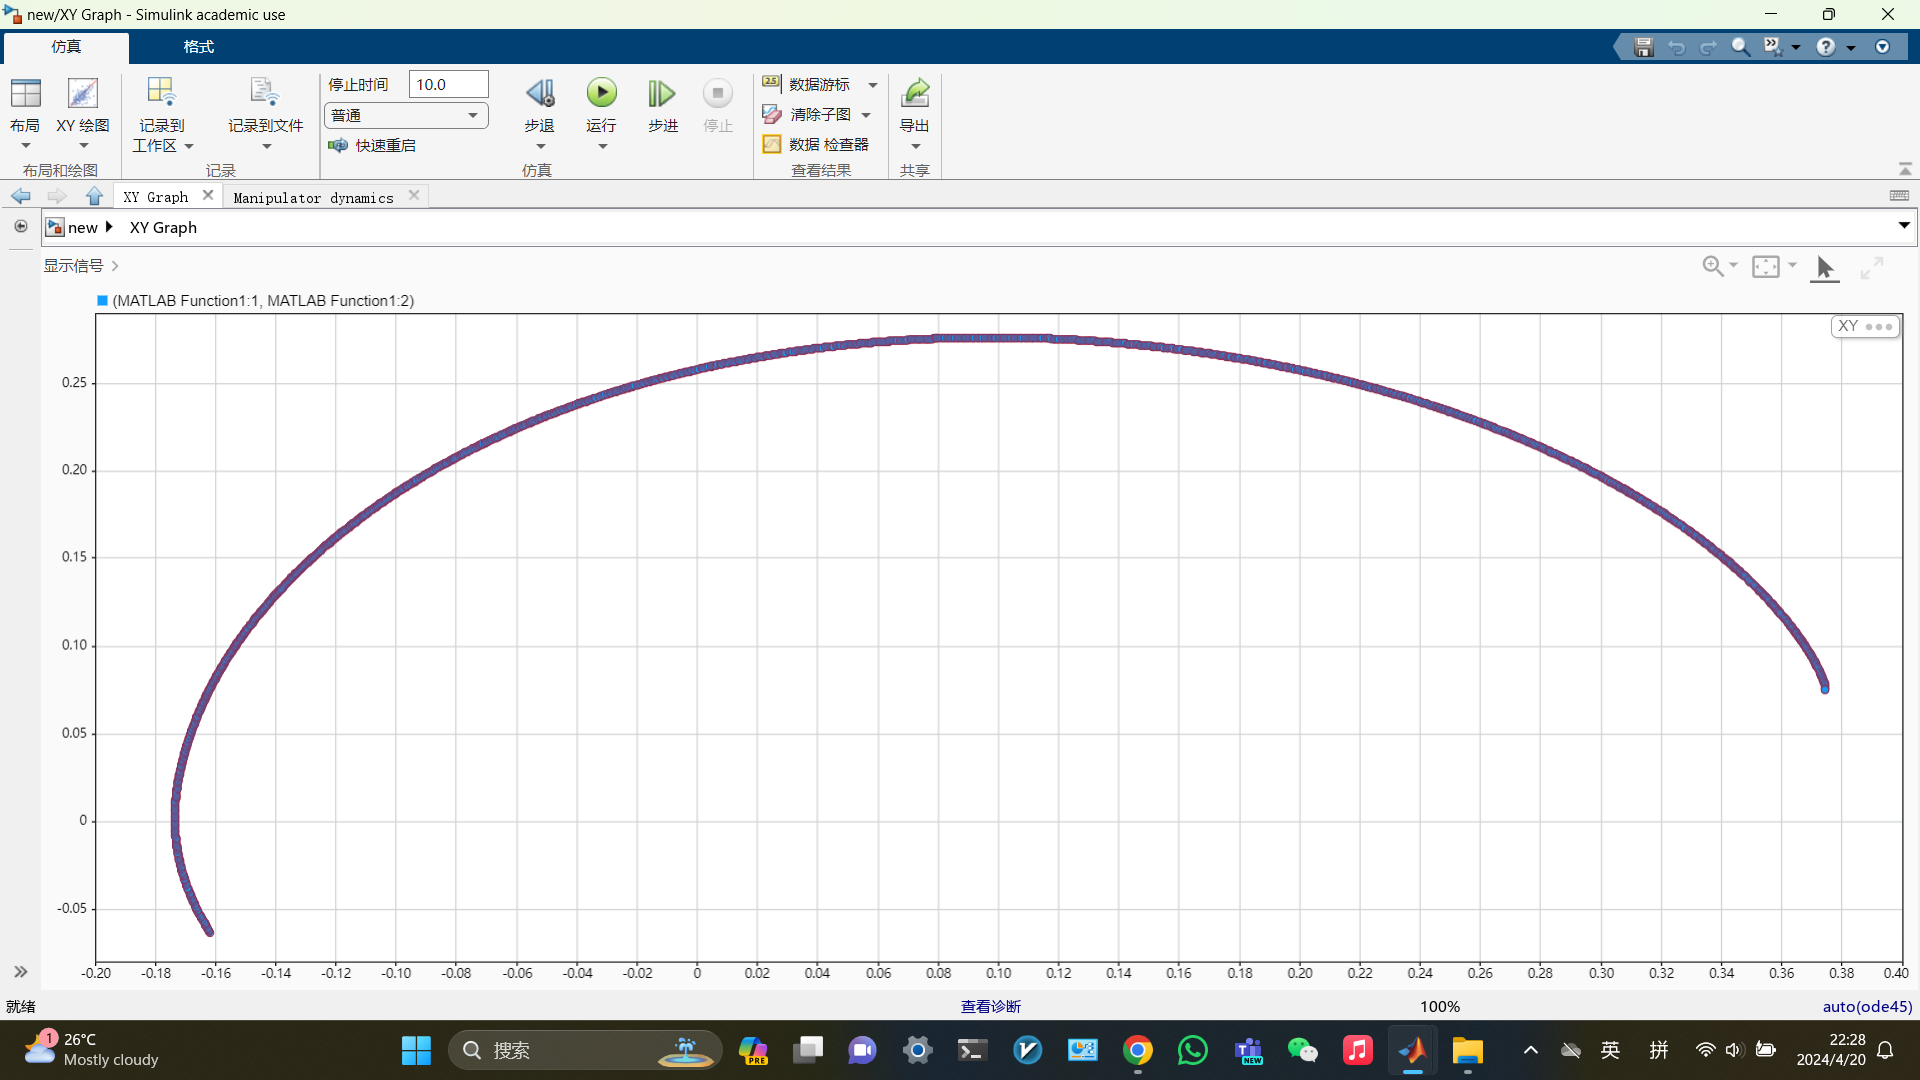 new/XY Graph - Simulink academic use
仿真 格式
布局 XY 绘图 布局和绘图
记录到 工作区 记录到文件 记录
停止时间 10.0
普通
快速重启
步退 运行 步进 停止
仿真
2.5 数据游标
清除子图
数据 检查器
查看结果
导出
共享
XY Graph Manipulator dynamics
new XY Graph
显示信号
(MATLAB Function1:1, MATLAB Function1:2)
XY
0.25
0.20
0.15
0.10
0.05
0
-0.05
-0.20 -0.18 -0.16 -0.14 -0.12 -0.10 -0.08 -0.06 -0.04 -0.02 0 0.02 0.04 0.06 0.08 0.10 0.12 0.14 0.16 0.18 0.20 0.22 0.24 0.26 0.28 0.30 0.32 0.34 0.36 0.38 0.40
就绪 查看诊断 100% auto(ode45)
1 26°C
Mostly cloudy
搜索
PRE
NEW
英 拼
22:28
2024/4/20